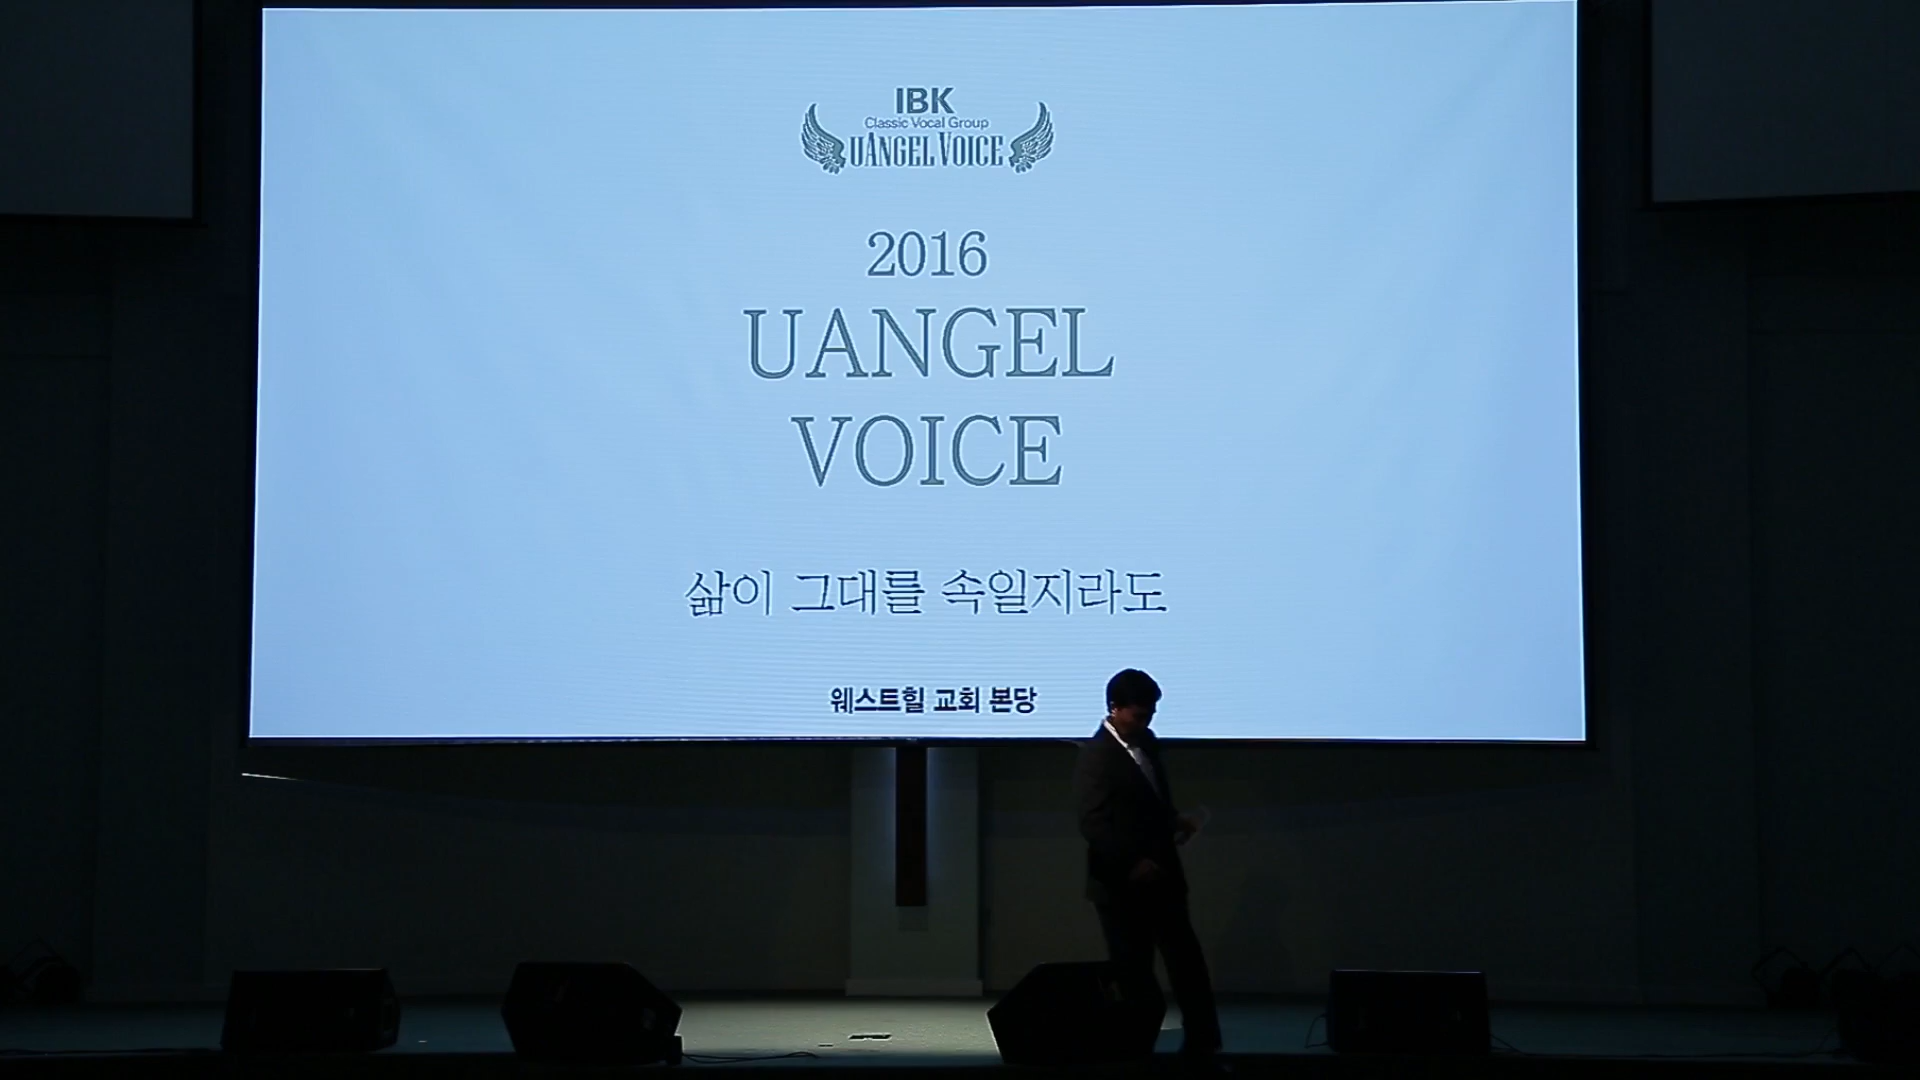 IBK
Classic Vocal Group
UANGEL VOICE
2016
UANGEL
VOICE
삶이 그대를 속일지라도
웨스트힐 교회 본당